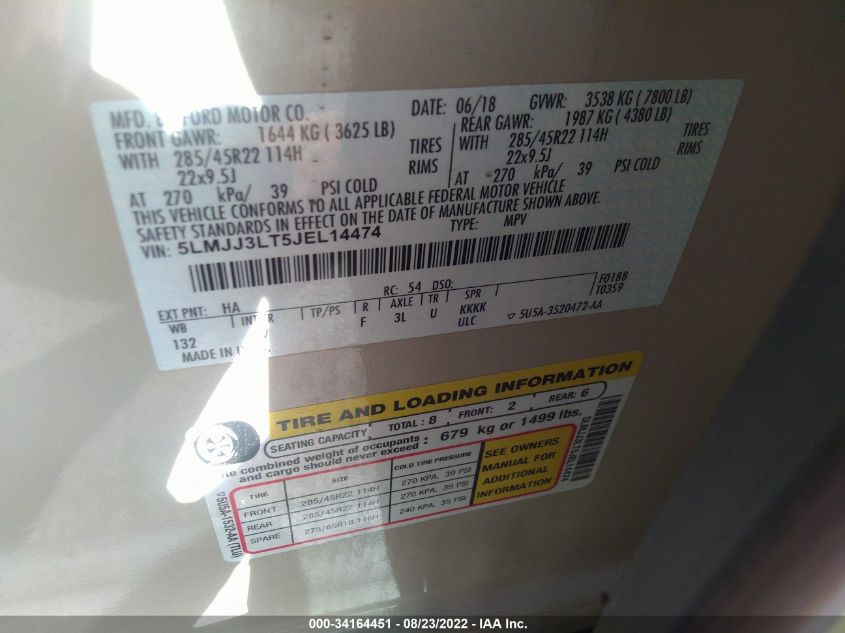 MFD. FORD MOTOR CO.
DATE: 06/18 GVWR: 3538 KG ( 7800 LB)
FRONT GAWR: 1644 KG ( 3625 LB)
REAR GAWR: 1987 KG ( 4380 LB)
WITH 285/45R22 114H TIRES
WITH 285/45R22 114H TIRES
22x9.5J RIMS
22x9.5J RIMS
AT 270 kPa/ 39 PSI COLD
AT 270 kPa/ 39 PSI COLD
THIS VEHICLE CONFORMS TO ALL APPLICABLE FEDERAL MOTOR VEHICLE
SAFETY STANDARDS IN EFFECT ON THE DATE OF MANUFACTURE SHOWN ABOVE.
VIN: 5LMJJ3LT5JEL14474
TYPE: MPV
EXT PNT: HA RC: 54 DSO:
F0188
T0359
WB TP/PS R AXLE TR SPR
132 F 3L U KKKK
ULC
▽ 5U5A-3520472-AA
MADE IN
TIRE AND LOADING INFORMATION
SEATING CAPACITY TOTAL : 8 FRONT: 2 REAR: 6
combined weight of occupants
and cargo should never exceed : 679 kg or 1499 lbs.
TIRE SIZE COLD TIRE PRESSURE
FRONT 285/45R22 114H 270 KPA, 39 PSI
REAR 285/45R22 114H 270 KPA, 39 PSI
SPARE 275/65R18 116H 240 KPA, 35 PSI
SEE OWNERS
MANUAL FOR
ADDITIONAL
INFORMATION
▽5U5A-1532-AA (TLU)
5LMJJ3LT5JEL14474
000-34164451 - 08/23/2022 - IAA Inc.